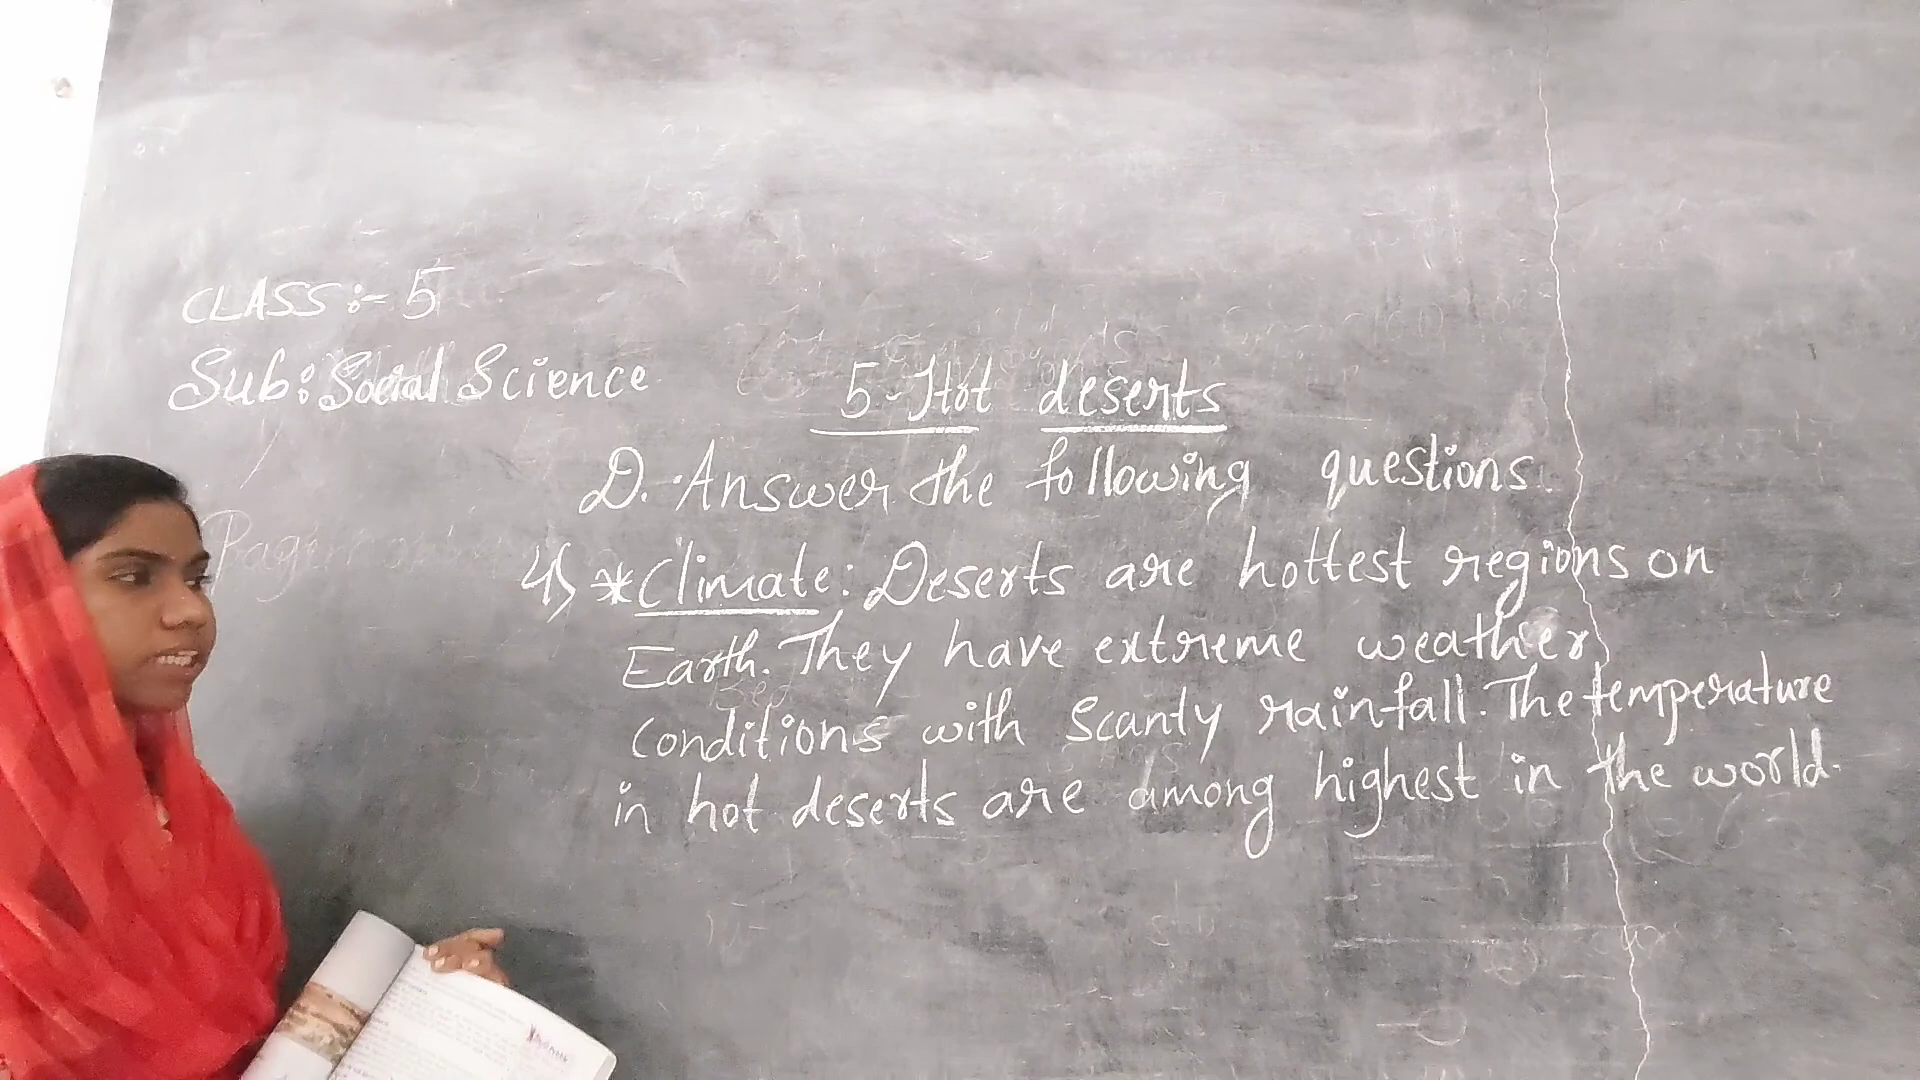 CLASS:- 5
Sub: Social Science
5-Hot deserts
D. Answer the following questions.
4) *Climate: Deserts are hottest regions on
Earth. They have extreme weather
conditions with scanty rainfall. The temperature
in hot deserts are among highest in the world.